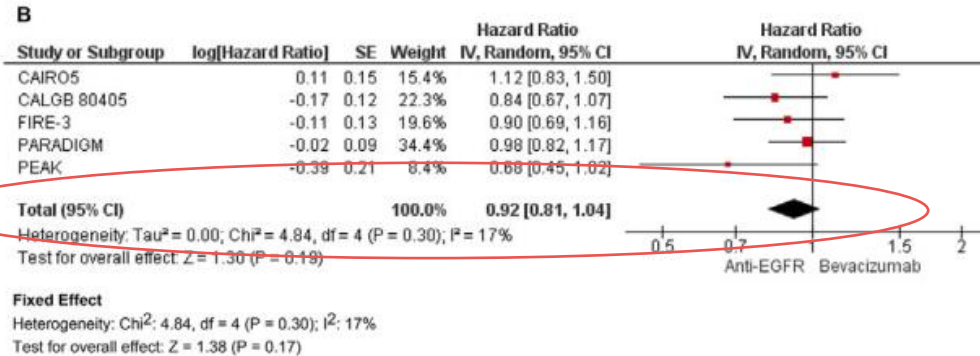 B
Hazard Ratio Hazard Ratio
Study or Subgroup log[Hazard Ratio] SE Weight IV, Random, 95% CI IV, Random, 95% CI
CAIRO5 0.11 0.15 15.4% 1.12 [0.83, 1.50]
CALGB 80405 -0.17 0.12 22.3% 0.84 [0.67, 1.07]
FIRE-3 -0.11 0.13 19.6% 0.90 [0.69, 1.16]
PARADIGM -0.02 0.09 34.4% 0.98 [0.82, 1.17]
PEAK -0.39 0.21 8.4% 0.68 [0.45, 1.02]
Total (95% CI) 100.0% 0.92 [0.81, 1.04]
Heterogeneity: Tau² = 0.00; Chi² = 4.84, df = 4 (P = 0.30); I² = 17%
Test for overall effect: Z = 1.30 (P = 0.19)
0.5 0.7 1 1.5 2
Anti-EGFR Bevacizumab
Fixed Effect
Heterogeneity: Chi²: 4.84, df = 4 (P = 0.30); I²: 17%
Test for overall effect: Z = 1.38 (P = 0.17)